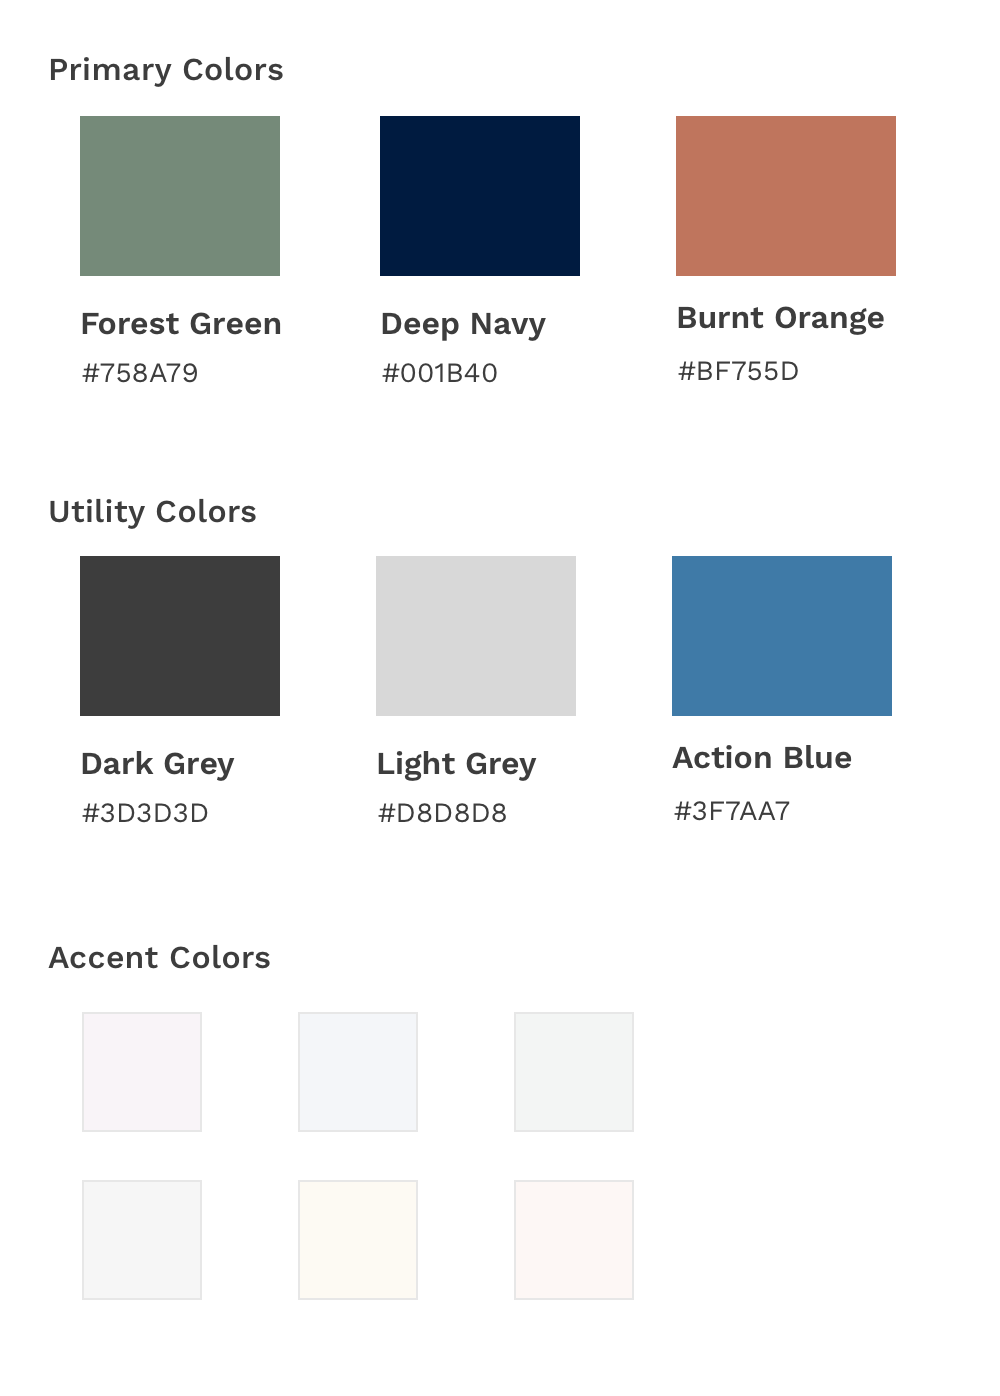 Primary Colors
Forest Green
Deep Navy
Burnt Orange
#758A79
#001B40
#BF755D
Utility Colors
Dark Grey
Light Grey
Action Blue
#3D3D3D
#D8D8D8
#3F7AA7
Accent Colors